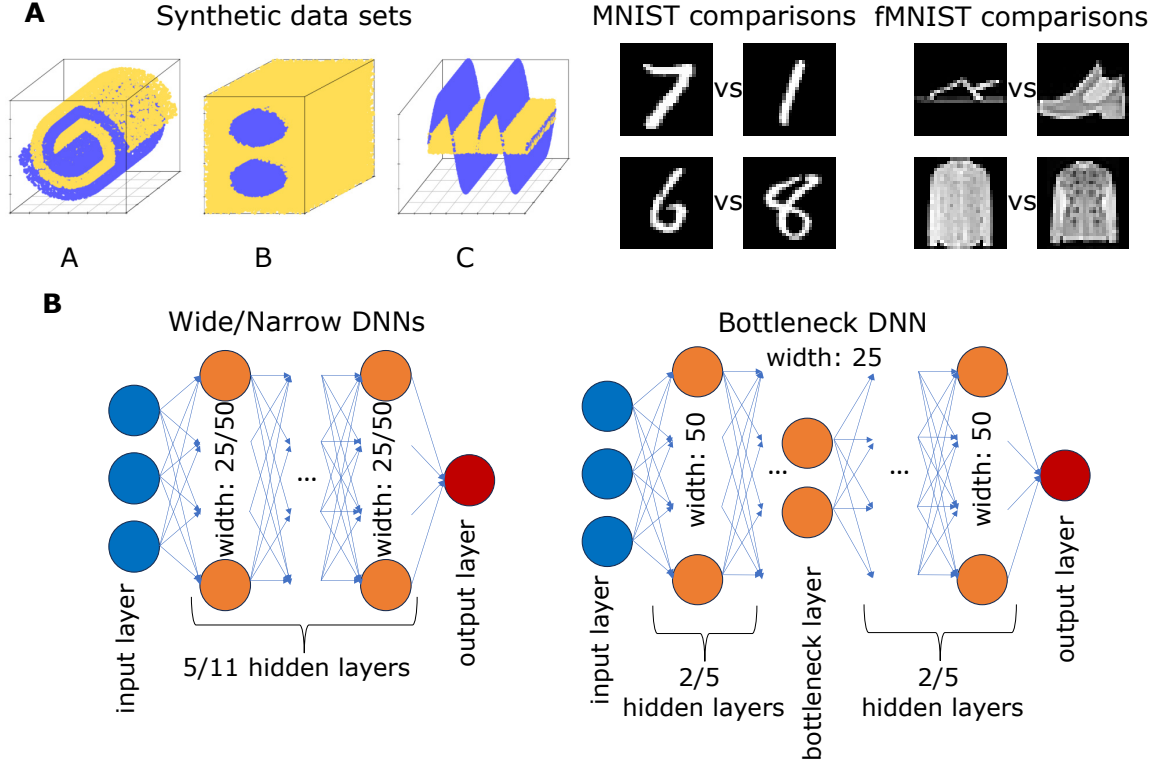 A
Synthetic data sets
MNIST comparisons
fMNIST comparisons
vs
vs
vs
vs
A
B
C
B
Wide/Narrow DNNs
width: 25/50
...
width: 25/50
input layer
output layer
5/11 hidden layers
Bottleneck DNN
width: 25
width: 50
...
...
width: 50
input layer
bottleneck layer
output layer
2/5
hidden layers
2/5
hidden layers